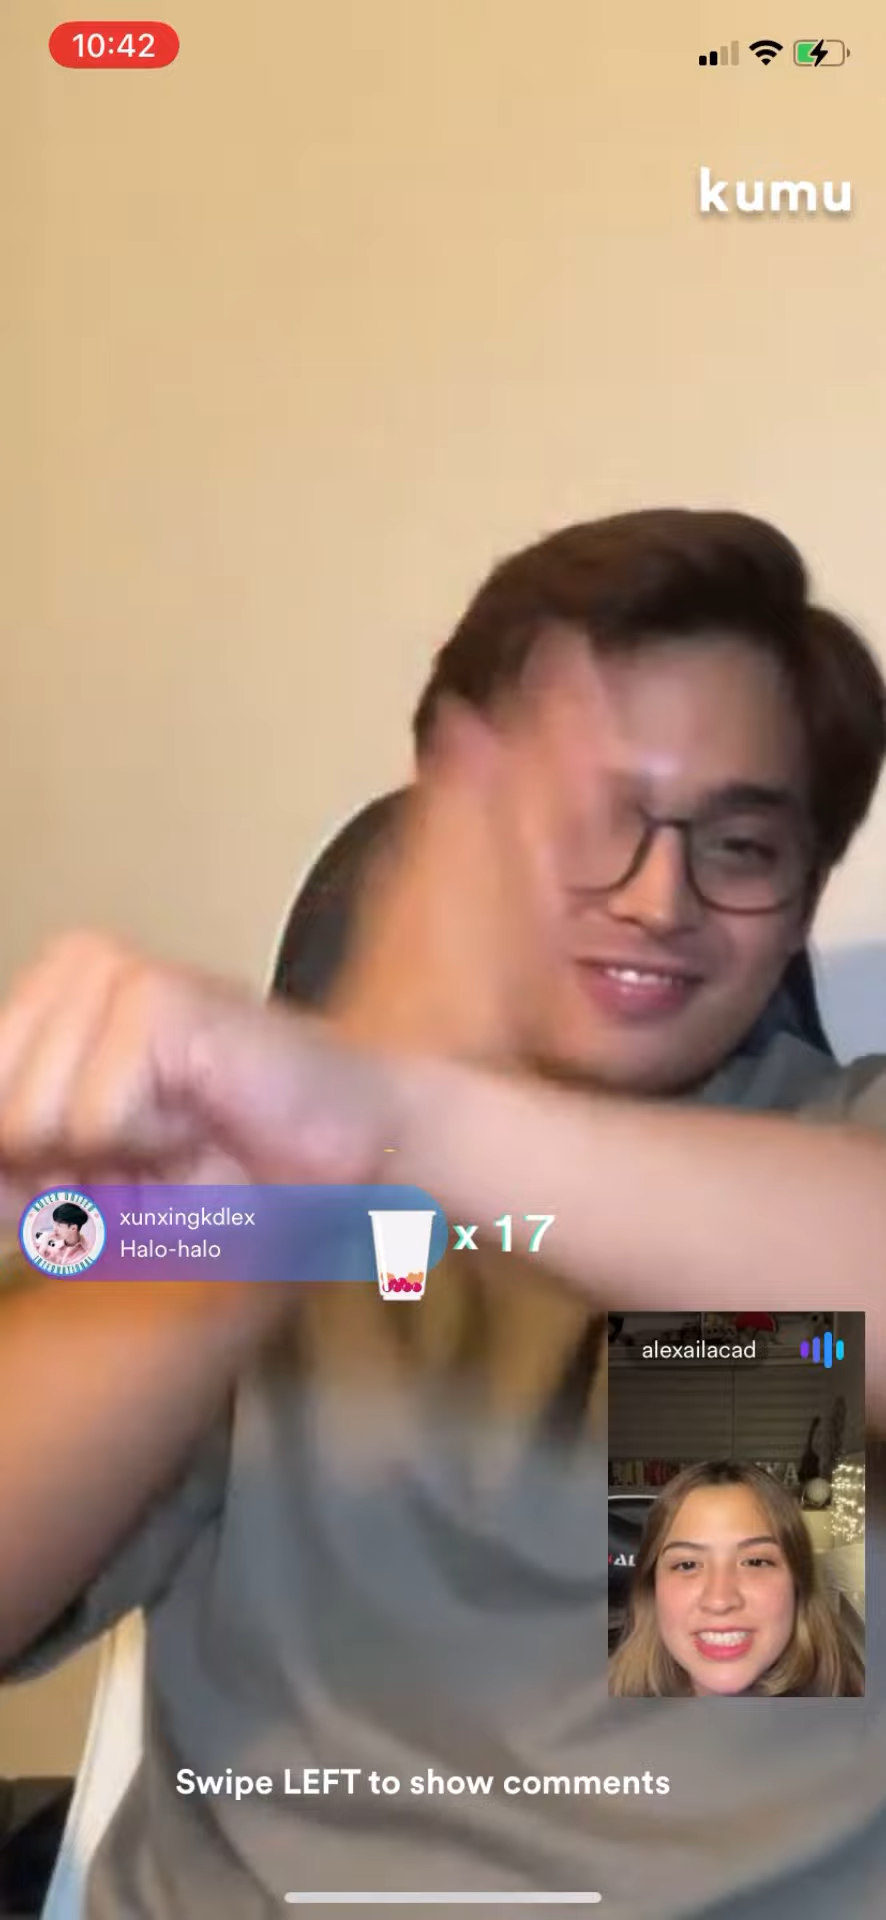 10:42
kumu
xunxingkdlex
Halo-halo
x 17
alexailacad
Swipe LEFT to show comments